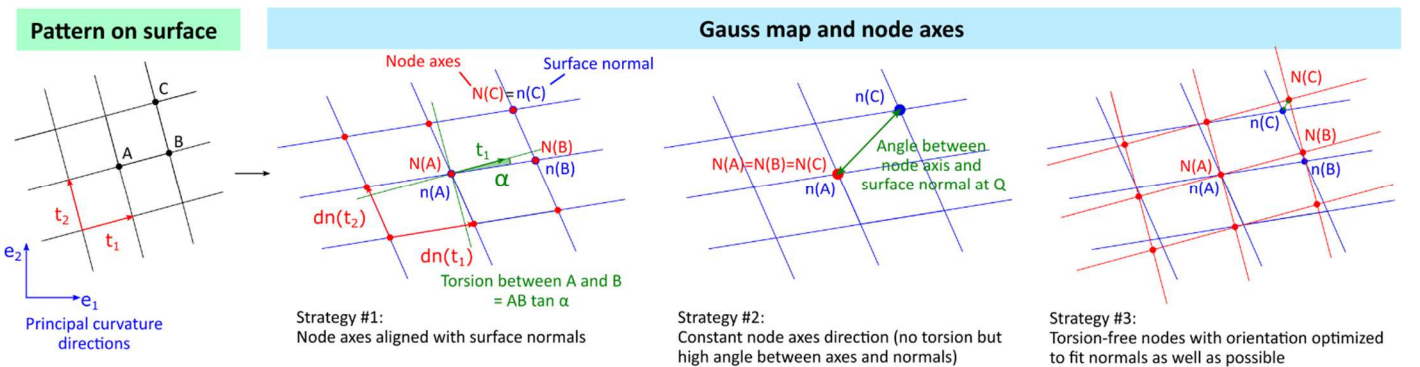 Pattern on surface
Gauss map and node axes
C
A
B
t₂
t₁
e₂
e₁
Principal curvature
directions
Node axes
Surface normal
N(C)=n(C)
N(A)
n(A)
t₁
α
N(B)
n(B)
dn(t₂)
dn(t₁)
Torsion between A and B
= AB tan α
Strategy #1:
Node axes aligned with surface normals
n(C)
N(A)=N(B)=N(C)
n(A)
Angle between
node axis and
surface normal at Q
Strategy #2:
Constant node axes direction (no torsion but
high angle between axes and normals)
N(C)
n(C)
N(B)
N(A)
n(A)
n(B)
Strategy #3:
Torsion-free nodes with orientation optimized
to fit normals as well as possible